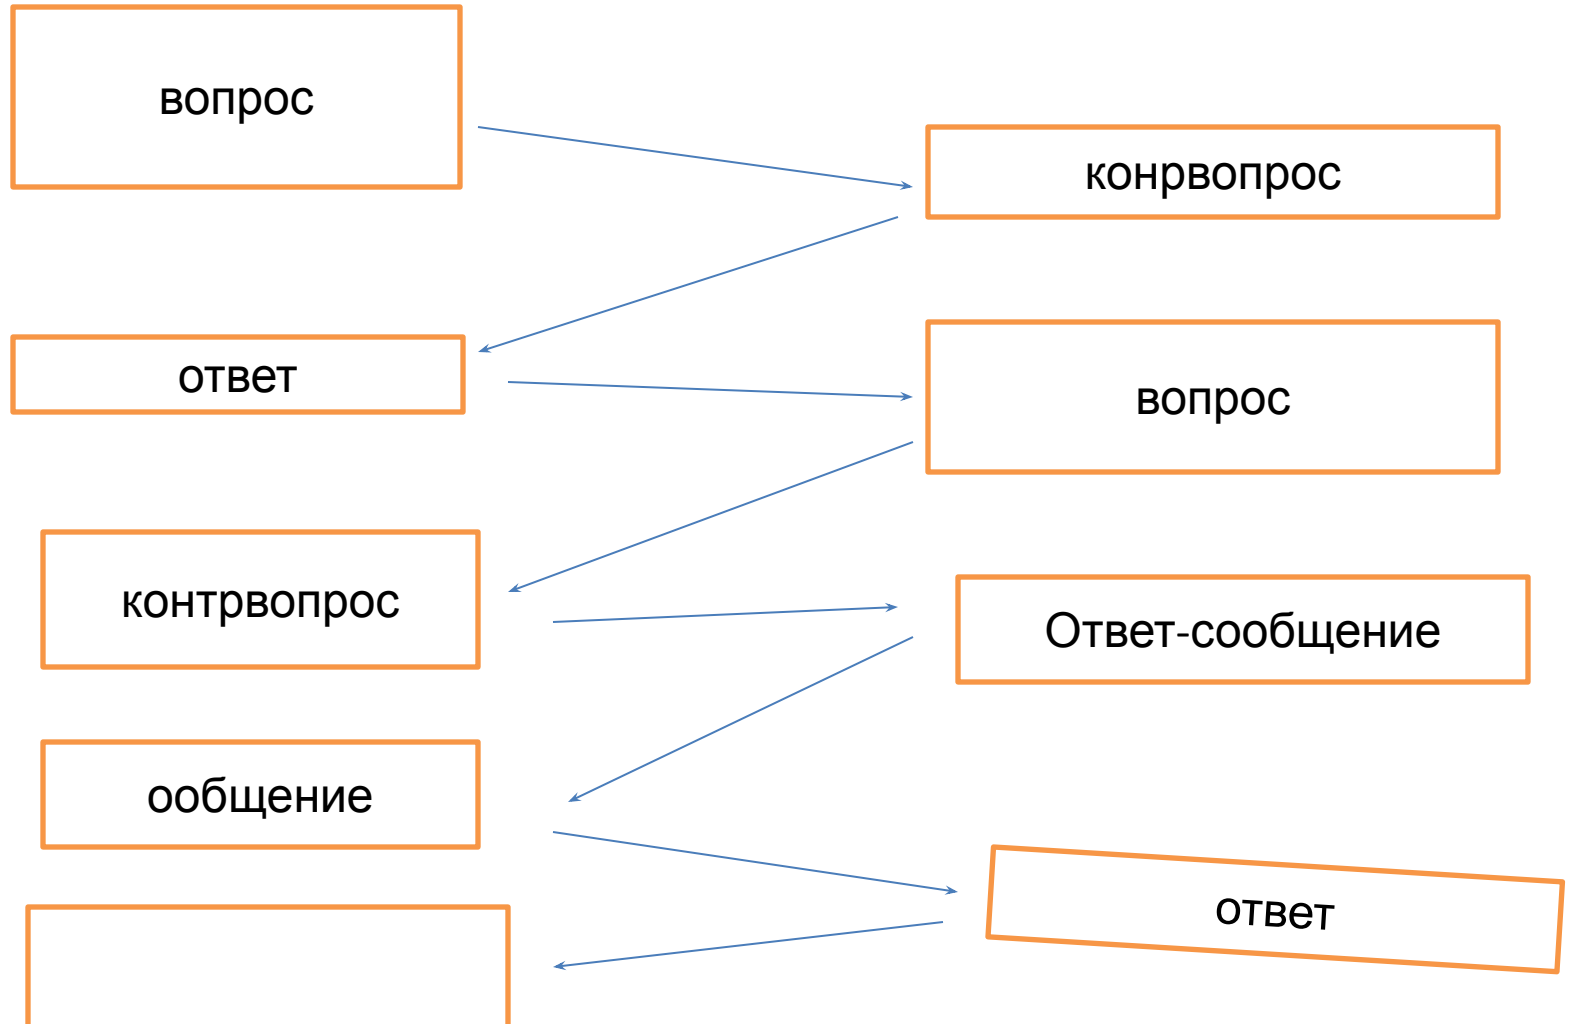 вопрос
конрвопрос
ответ
вопрос
контрвопрос
Ответ-сообщение
ообщение
ответ